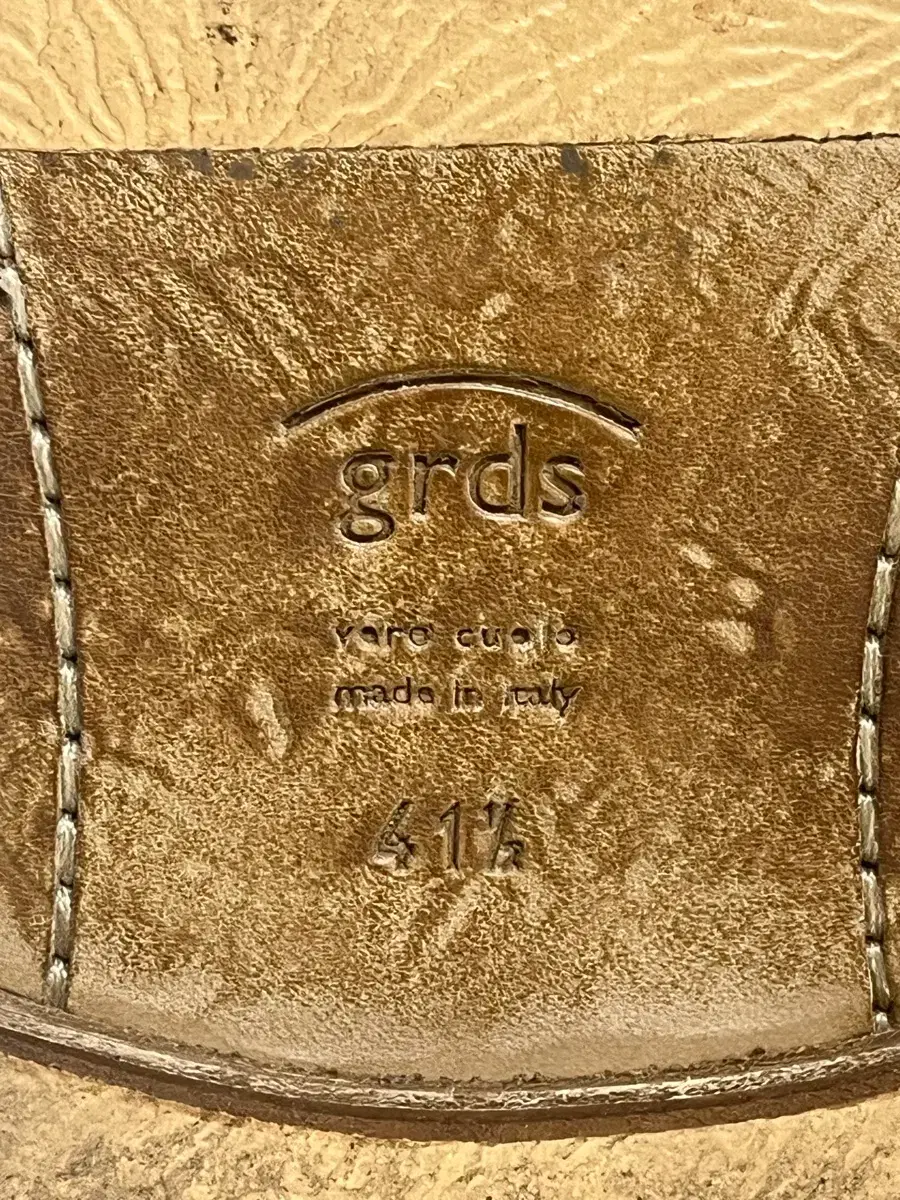 grds
vero cuoio
made in italy
41½